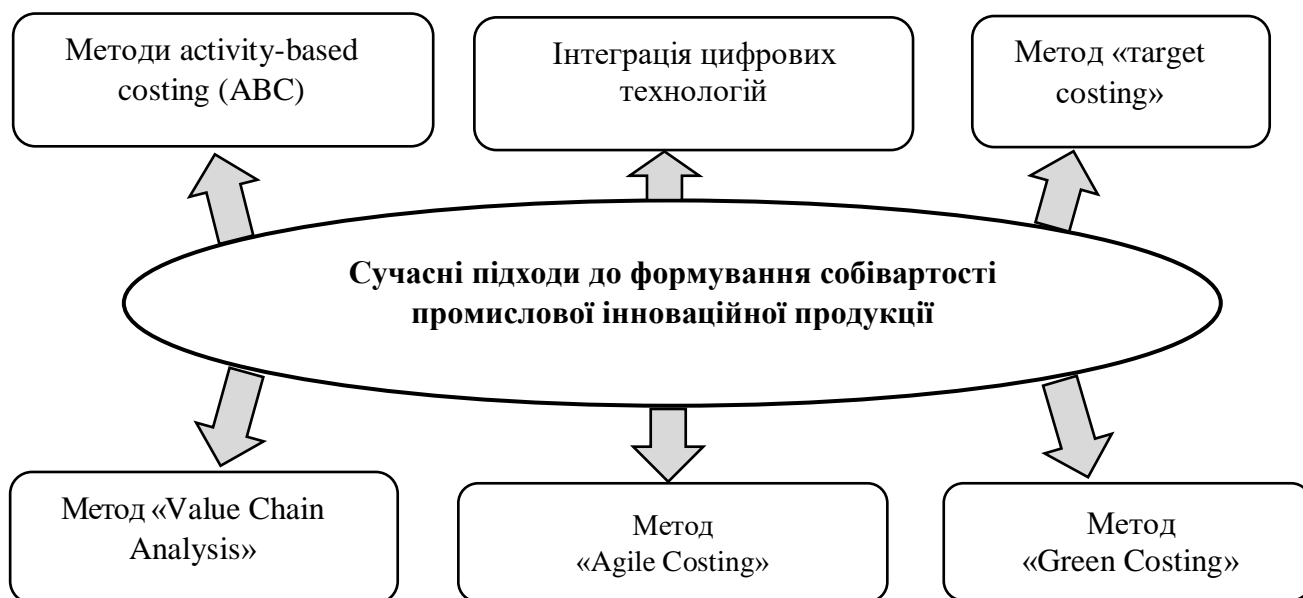 Методи activity-based
costing (ABC)
Інтеграція цифрових
технологій
Метод «target
costing»
Сучасні підходи до формування собівартості
промислової інноваційної продукції
Метод «Value Chain
Analysis»
Метод
«Agile Costing»
Метод
«Green Costing»